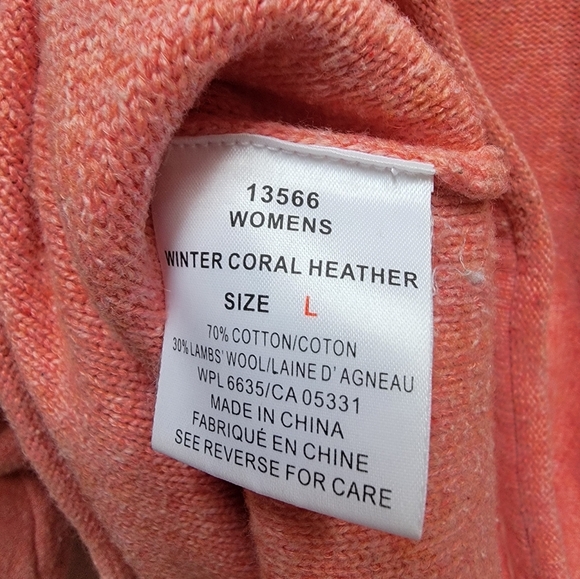 13566
WOMENS
WINTER CORAL HEATHER
SIZE L
70% COTTON/COTON
30% LAMBS' WOOL/LAINE D' AGNEAU
WPL 6635/CA 05331
MADE IN CHINA
FABRIQUÉ EN CHINE
SEE REVERSE FOR CARE